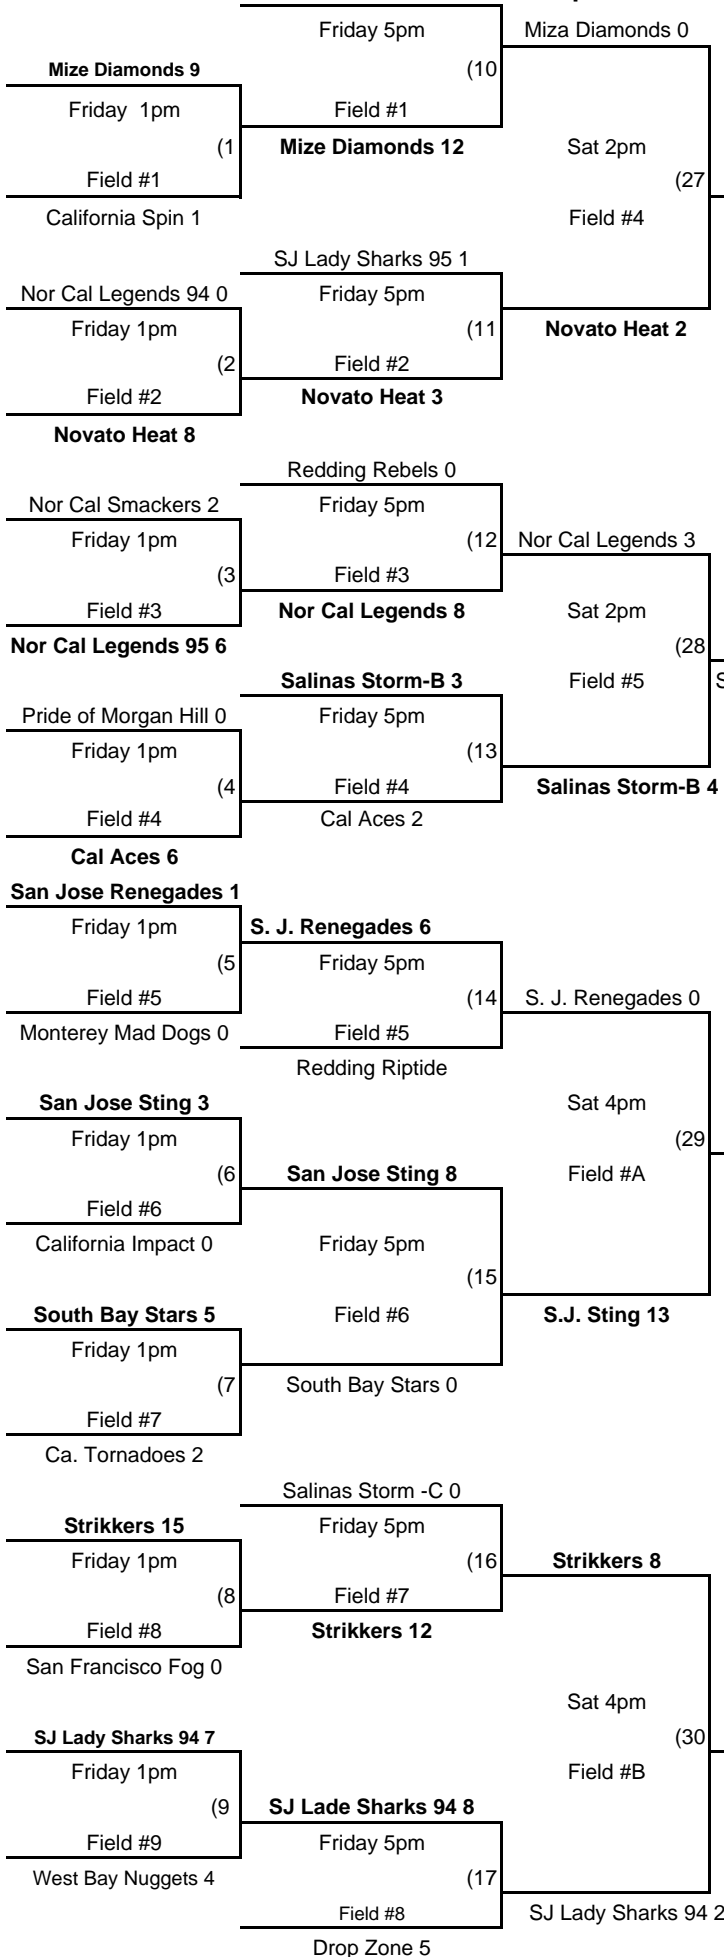 Friday 5pm
Miza Diamonds 0
Mize Diamonds 9
(10
Friday 1pm
Field #1
(1
Mize Diamonds 12
Sat 2pm
Field #1
(27
California Spin 1
Field #4
SJ Lady Sharks 95 1
Nor Cal Legends 94 0
Friday 5pm
Friday 1pm
(11
Novato Heat 2
(2
Field #2
Field #2
Novato Heat 3
Novato Heat 8
Redding Rebels 0
Nor Cal Smackers 2
Friday 5pm
Friday 1pm
(12
Nor Cal Legends 3
(3
Field #3
Field #3
Nor Cal Legends 8
Sat 2pm
Nor Cal Legends 95 6
(28
Salinas Storm-B 3
Field #5
S
Pride of Morgan Hill 0
Friday 5pm
Friday 1pm
(13
(4
Field #4
Salinas Storm-B 4
Field #4
Cal Aces 2
Cal Aces 6
San Jose Renegades 1
Friday 1pm
S. J. Renegades 6
(5
Friday 5pm
Field #5
(14
S. J. Renegades 0
Monterey Mad Dogs 0
Field #5
Redding Riptide
San Jose Sting 3
Sat 4pm
Friday 1pm
(29
(6
San Jose Sting 8
Field #A
Field #6
California Impact 0
Friday 5pm
(15
South Bay Stars 5
Field #6
S.J. Sting 13
Friday 1pm
(7
South Bay Stars 0
Field #7
Ca. Tornadoes 2
Salinas Storm -C 0
Strikkers 15
Friday 5pm
Friday 1pm
(16
Strikkers 8
(8
Field #7
Field #8
Strikkers 12
San Francisco Fog 0
Sat 4pm
SJ Lady Sharks 94 7
(30
Friday 1pm
Field #B
(9
SJ Lade Sharks 94 8
Field #9
Friday 5pm
West Bay Nuggets 4
(17
Field #8
SJ Lady Sharks 94 2
Drop Zone 5